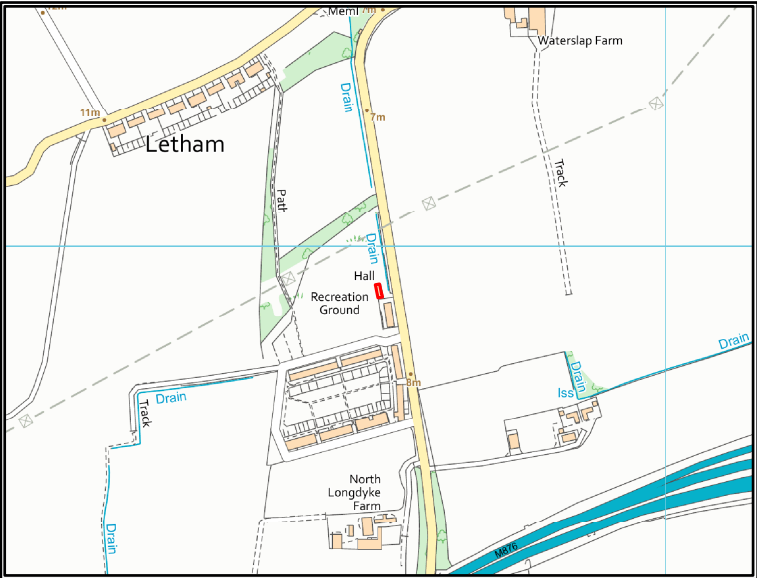 12m
Meml
7m
Waterslap Farm
Drain
11m
7m
Letham
Track
Path
Drain
Hall
Recreation
Ground
Drain
8m
Drain
Iss
Drain
Track
North
Longdyke
Farm
Drain
M876